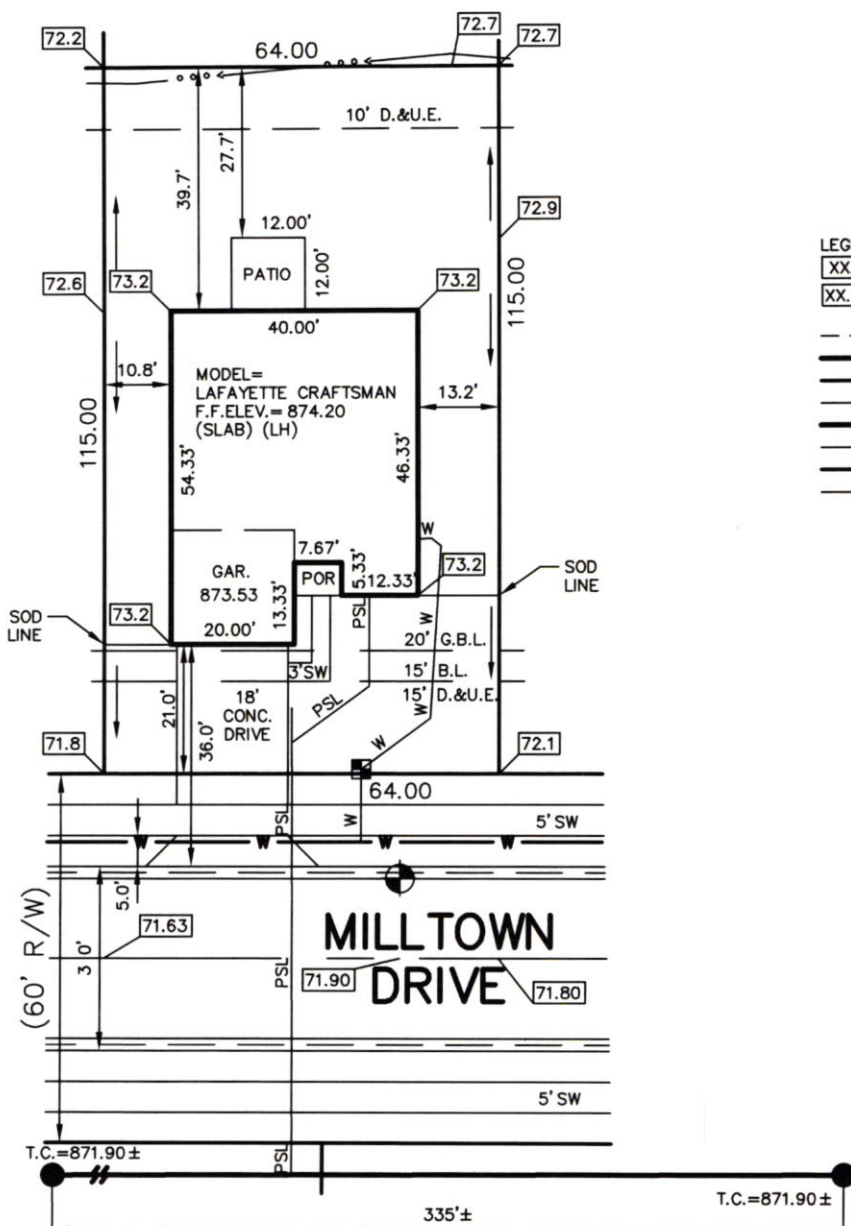 72.2
64.00
72.7
72.7
10' D.&U.E.
39.7'
27.7'
72.9
12.00'
PATIO
12.00'
LEG
XX
XX.
72.6
73.2
73.2
115.00
40.00'
10.8'
MODEL=
LAFAYETTE CRAFTSMAN
F.F.ELEV.= 874.20
(SLAB) (LH)
13.2'
115.00
54.33'
46.33'
W
7.67'
GAR.
873.53
POR
5.33'
12.33'
73.2
SOD
LINE
13.33'
PSL
W
SOD
LINE
73.2
20.00'
20' G.B.L.
3'SW
15' B.L.
21.0'
36.0'
18'
CONC.
DRIVE
PSL
15' D.&U.E.
W
W
71.8
72.1
64.00
PSL
W
5' SW
W
W
W
W
5.0'
(60' R/W)
71.63
3 0'
MILLTOWN
DRIVE
PSL
71.90
71.80
5' SW
T.C.=871.90±
PSL
T.C.=871.90±
335'±